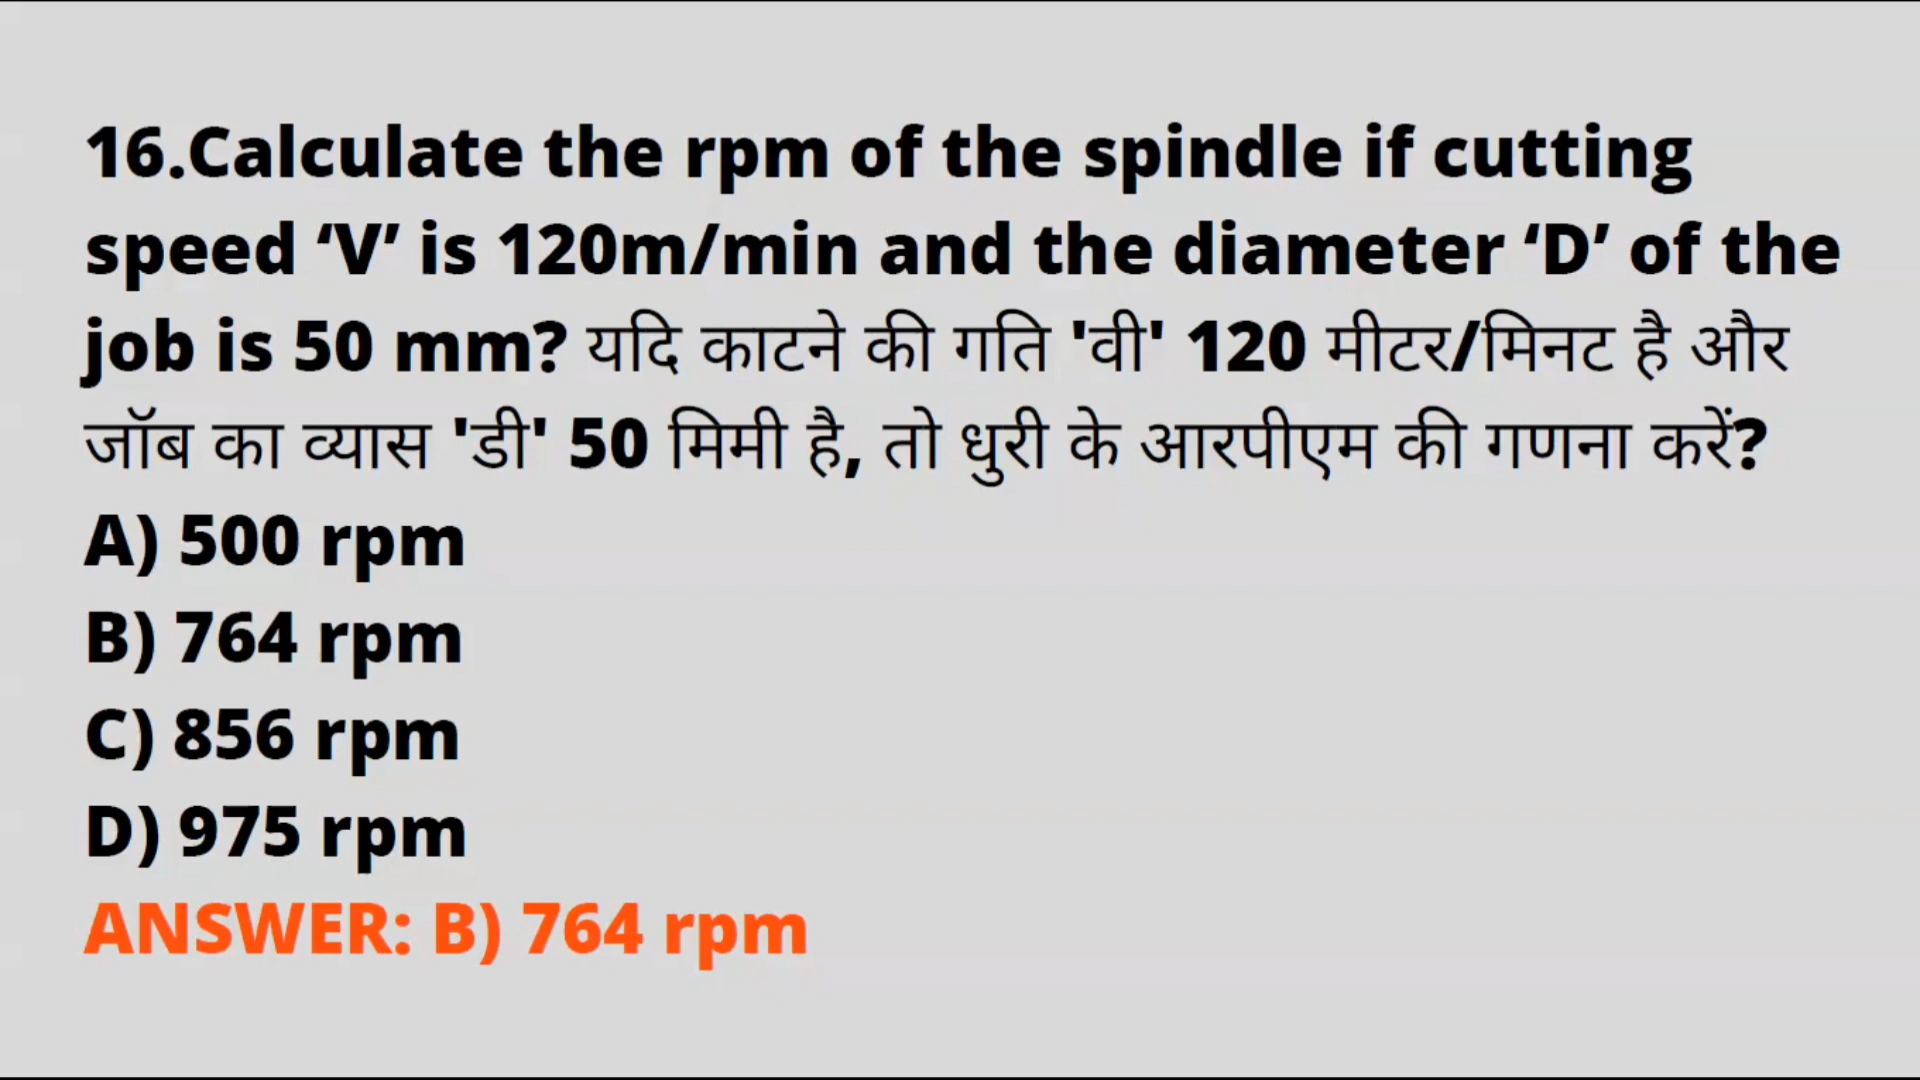 16.Calculate the rpm of the spindle if cutting
speed ‘V’ is 120m/min and the diameter ‘D’ of the
job is 50 mm? यदि काटने की गति 'वी' 120 मीटर/मिनट है और
जॉब का व्यास 'डी' 50 मिमी है, तो धुरी के आरपीएम की गणना करें?
A) 500 rpm
B) 764 rpm
C) 856 rpm
D) 975 rpm
ANSWER: B) 764 rpm